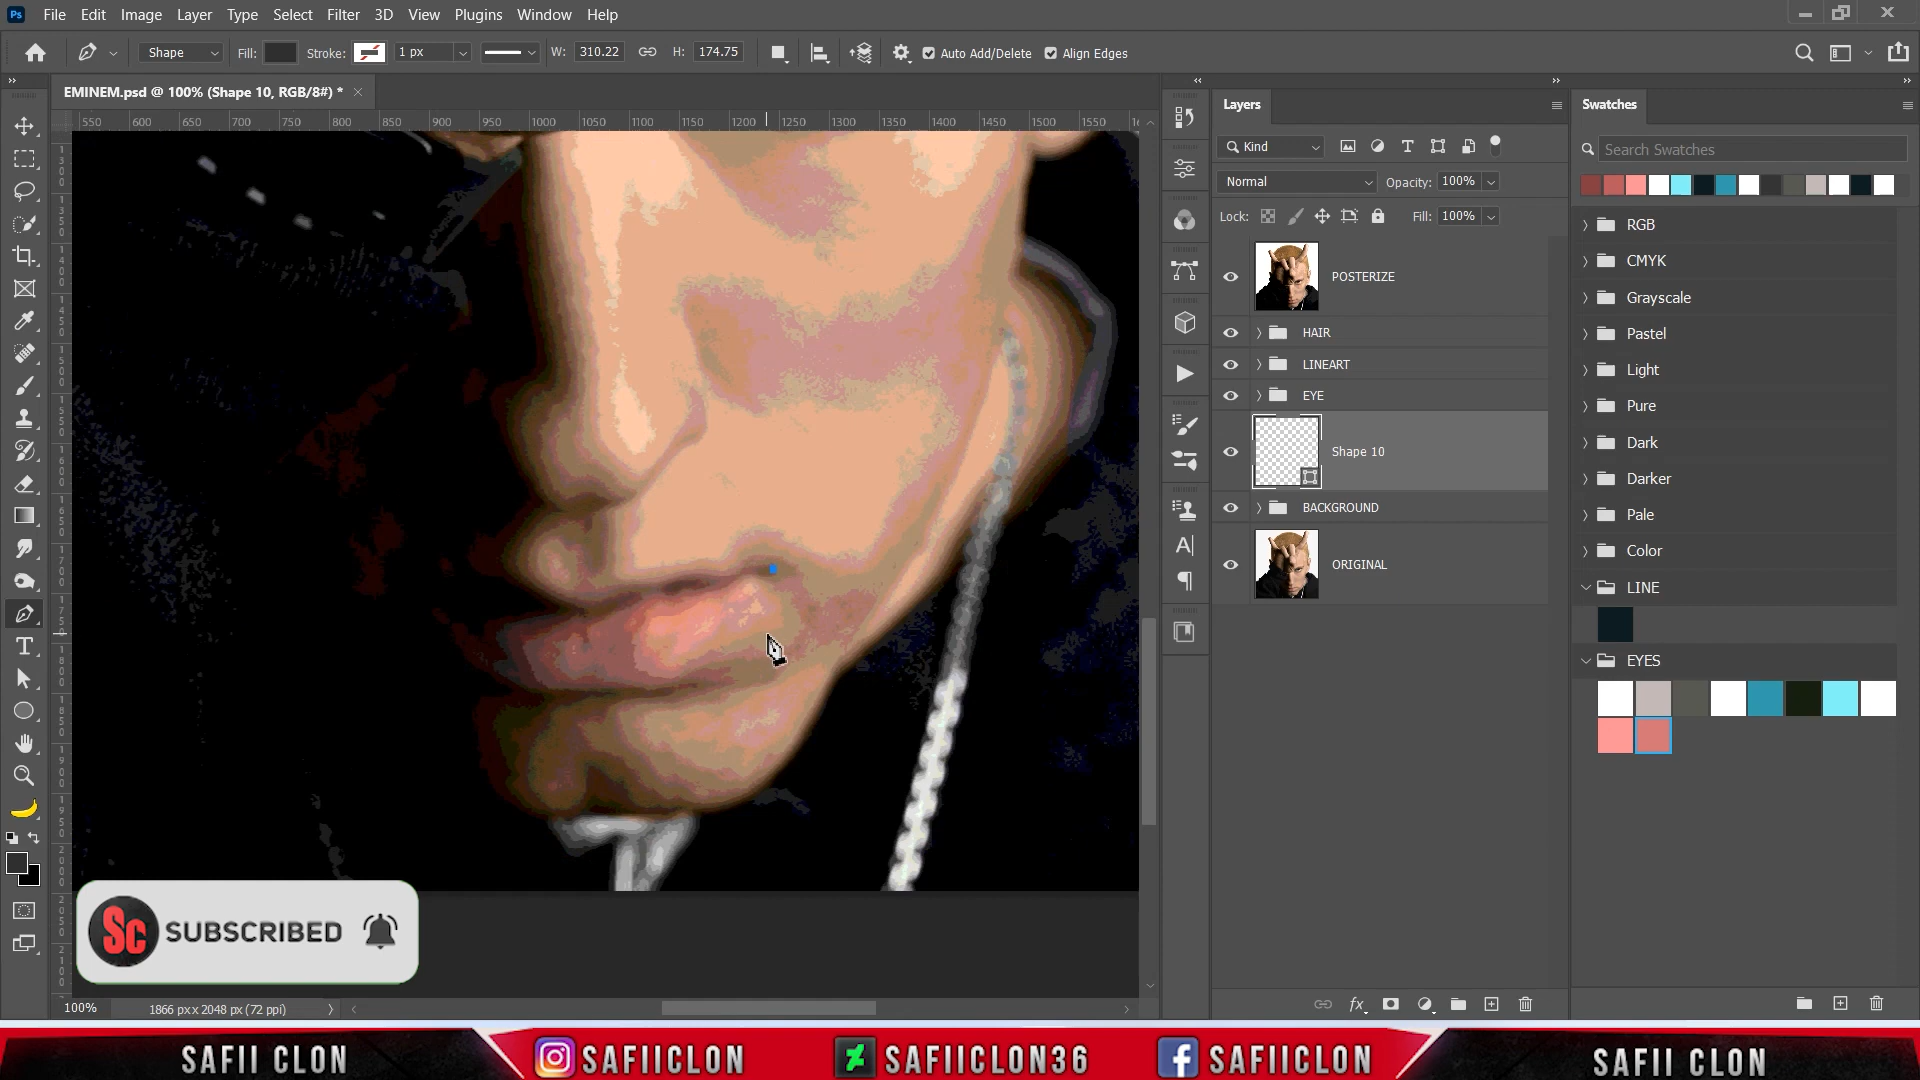 Ps File Edit Image Layer Type Select Filter 3D View Plugins Window Help
Shape Fill: Stroke: 1 px W: 310.22 H: 174.75 Auto Add/Delete Align Edges
EMINEM.psd @ 100% (Shape 10, RGB/8#) *
550 600 650 700 750 800 850 900 950 1000 1050 1100 1150 1200 1250 1300 1350 1400 1450 1500 1550
Layers
Kind
Normal Opacity: 100%
Lock: Fill: 100%
POSTERIZE
HAIR
LINEART
EYE
Shape 10
BACKGROUND
ORIGINAL
Swatches
Search Swatches
RGB
CMYK
Grayscale
Pastel
Light
Pure
Dark
Darker
Pale
Color
LINE
EYES
Sc SUBSCRIBED
100% 1866 px x 2048 px (72 ppi)
SAFII CLON SAFIICLON SAFIICLON36 SAFIICLON SAFII CLON